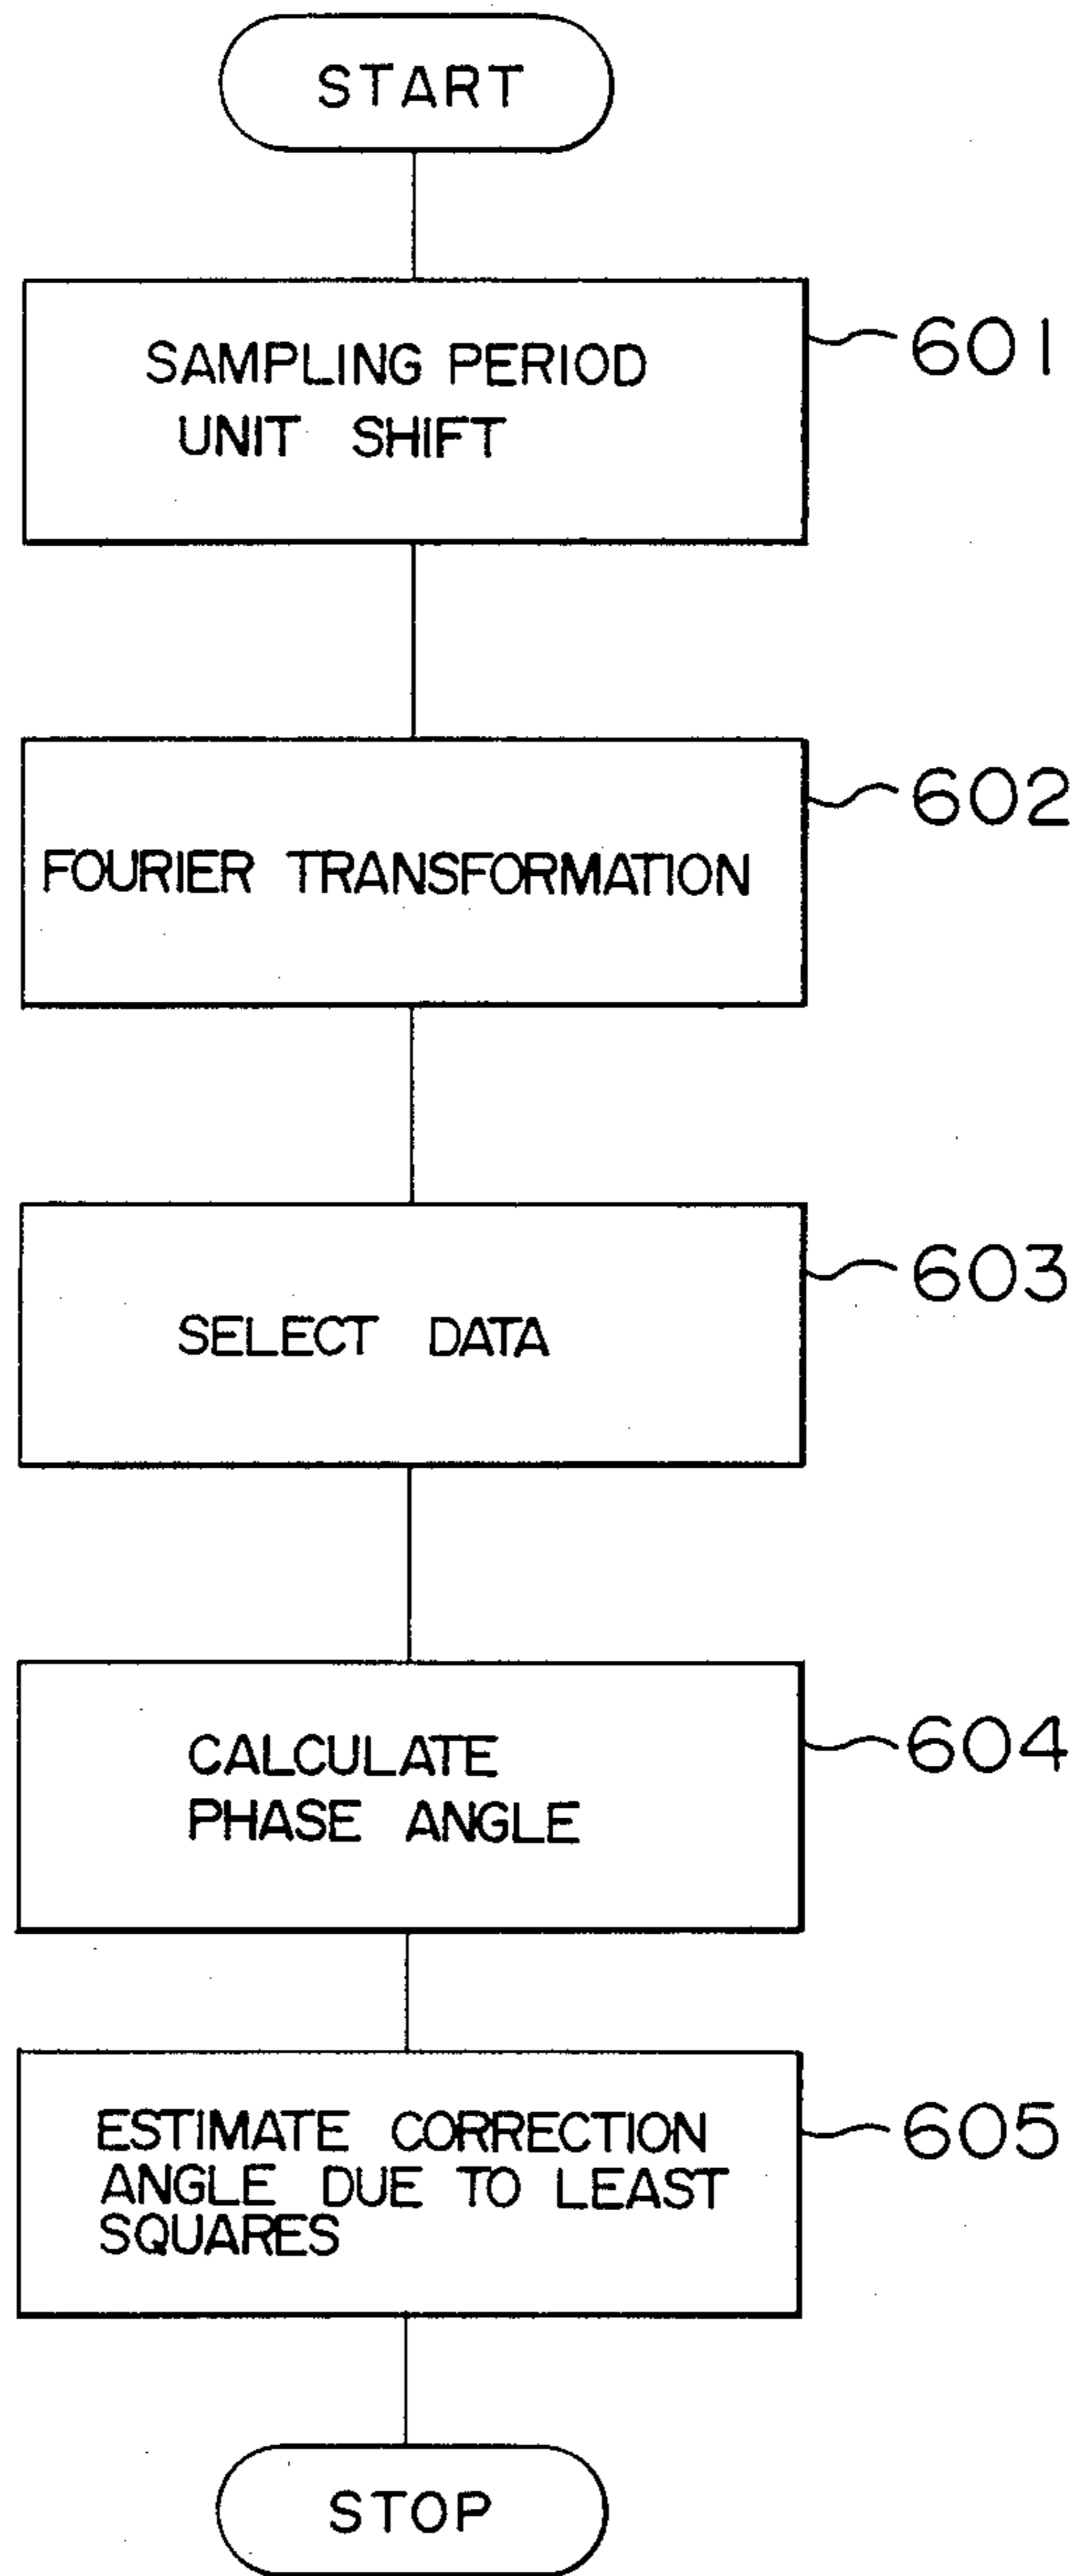 START
SAMPLING PERIOD
UNIT SHIFT
601
FOURIER TRANSFORMATION
602
SELECT DATA
603
CALCULATE
PHASE ANGLE
604
ESTIMATE CORRECTION
ANGLE DUE TO LEAST
SQUARES
605
STOP